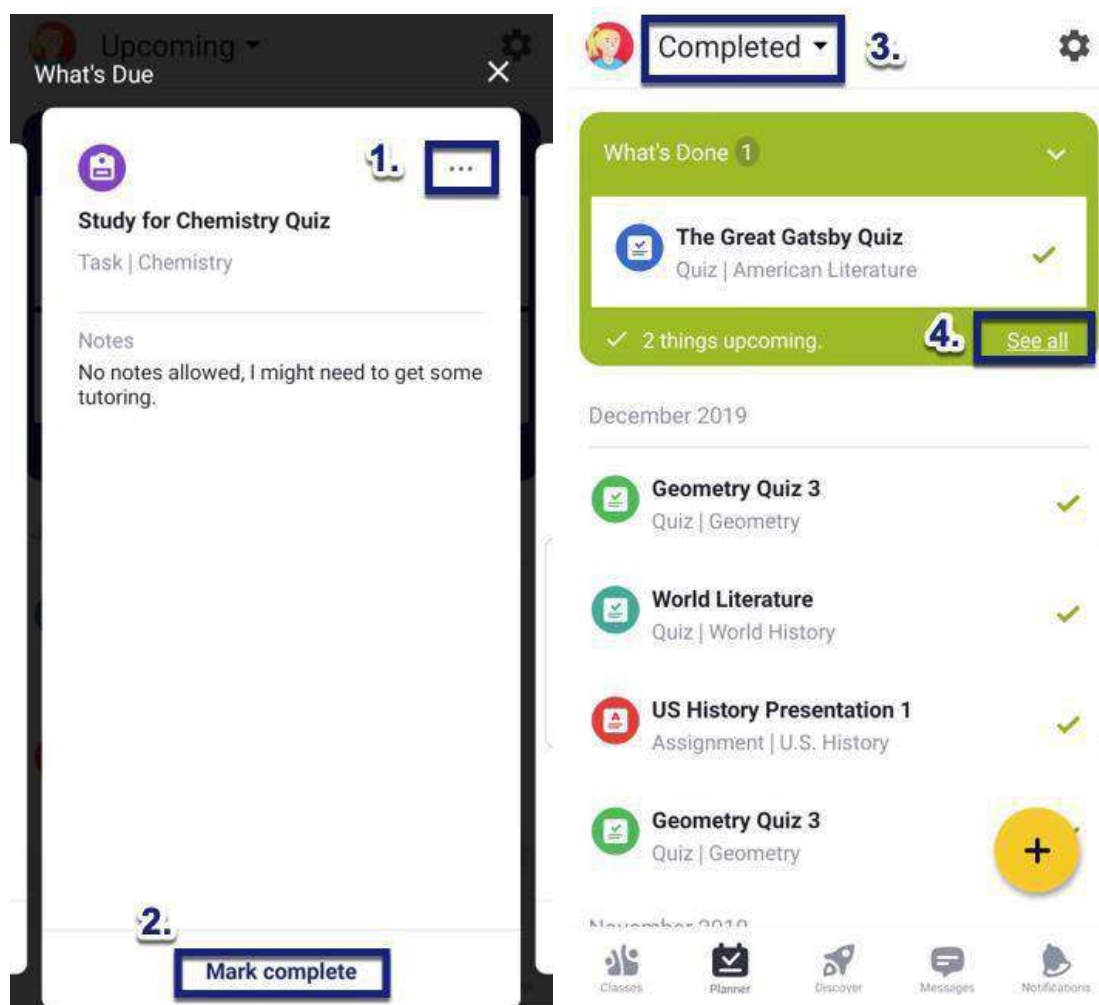 Upcoming
What's Due
1.
...
Study for Chemistry Quiz
Task | Chemistry
Notes
No notes allowed, I might need to get some
tutoring.
2.
Mark complete
Completed
3.
What's Done 1
The Great Gatsby Quiz
Quiz | American Literature
2 things upcoming.
4.
See all
December 2019
Geometry Quiz 3
Quiz | Geometry
World Literature
Quiz | World History
US History Presentation 1
Assignment | U.S. History
Geometry Quiz 3
Quiz | Geometry
November 2019
Classes
Planner
Discover
Messages
Notifications